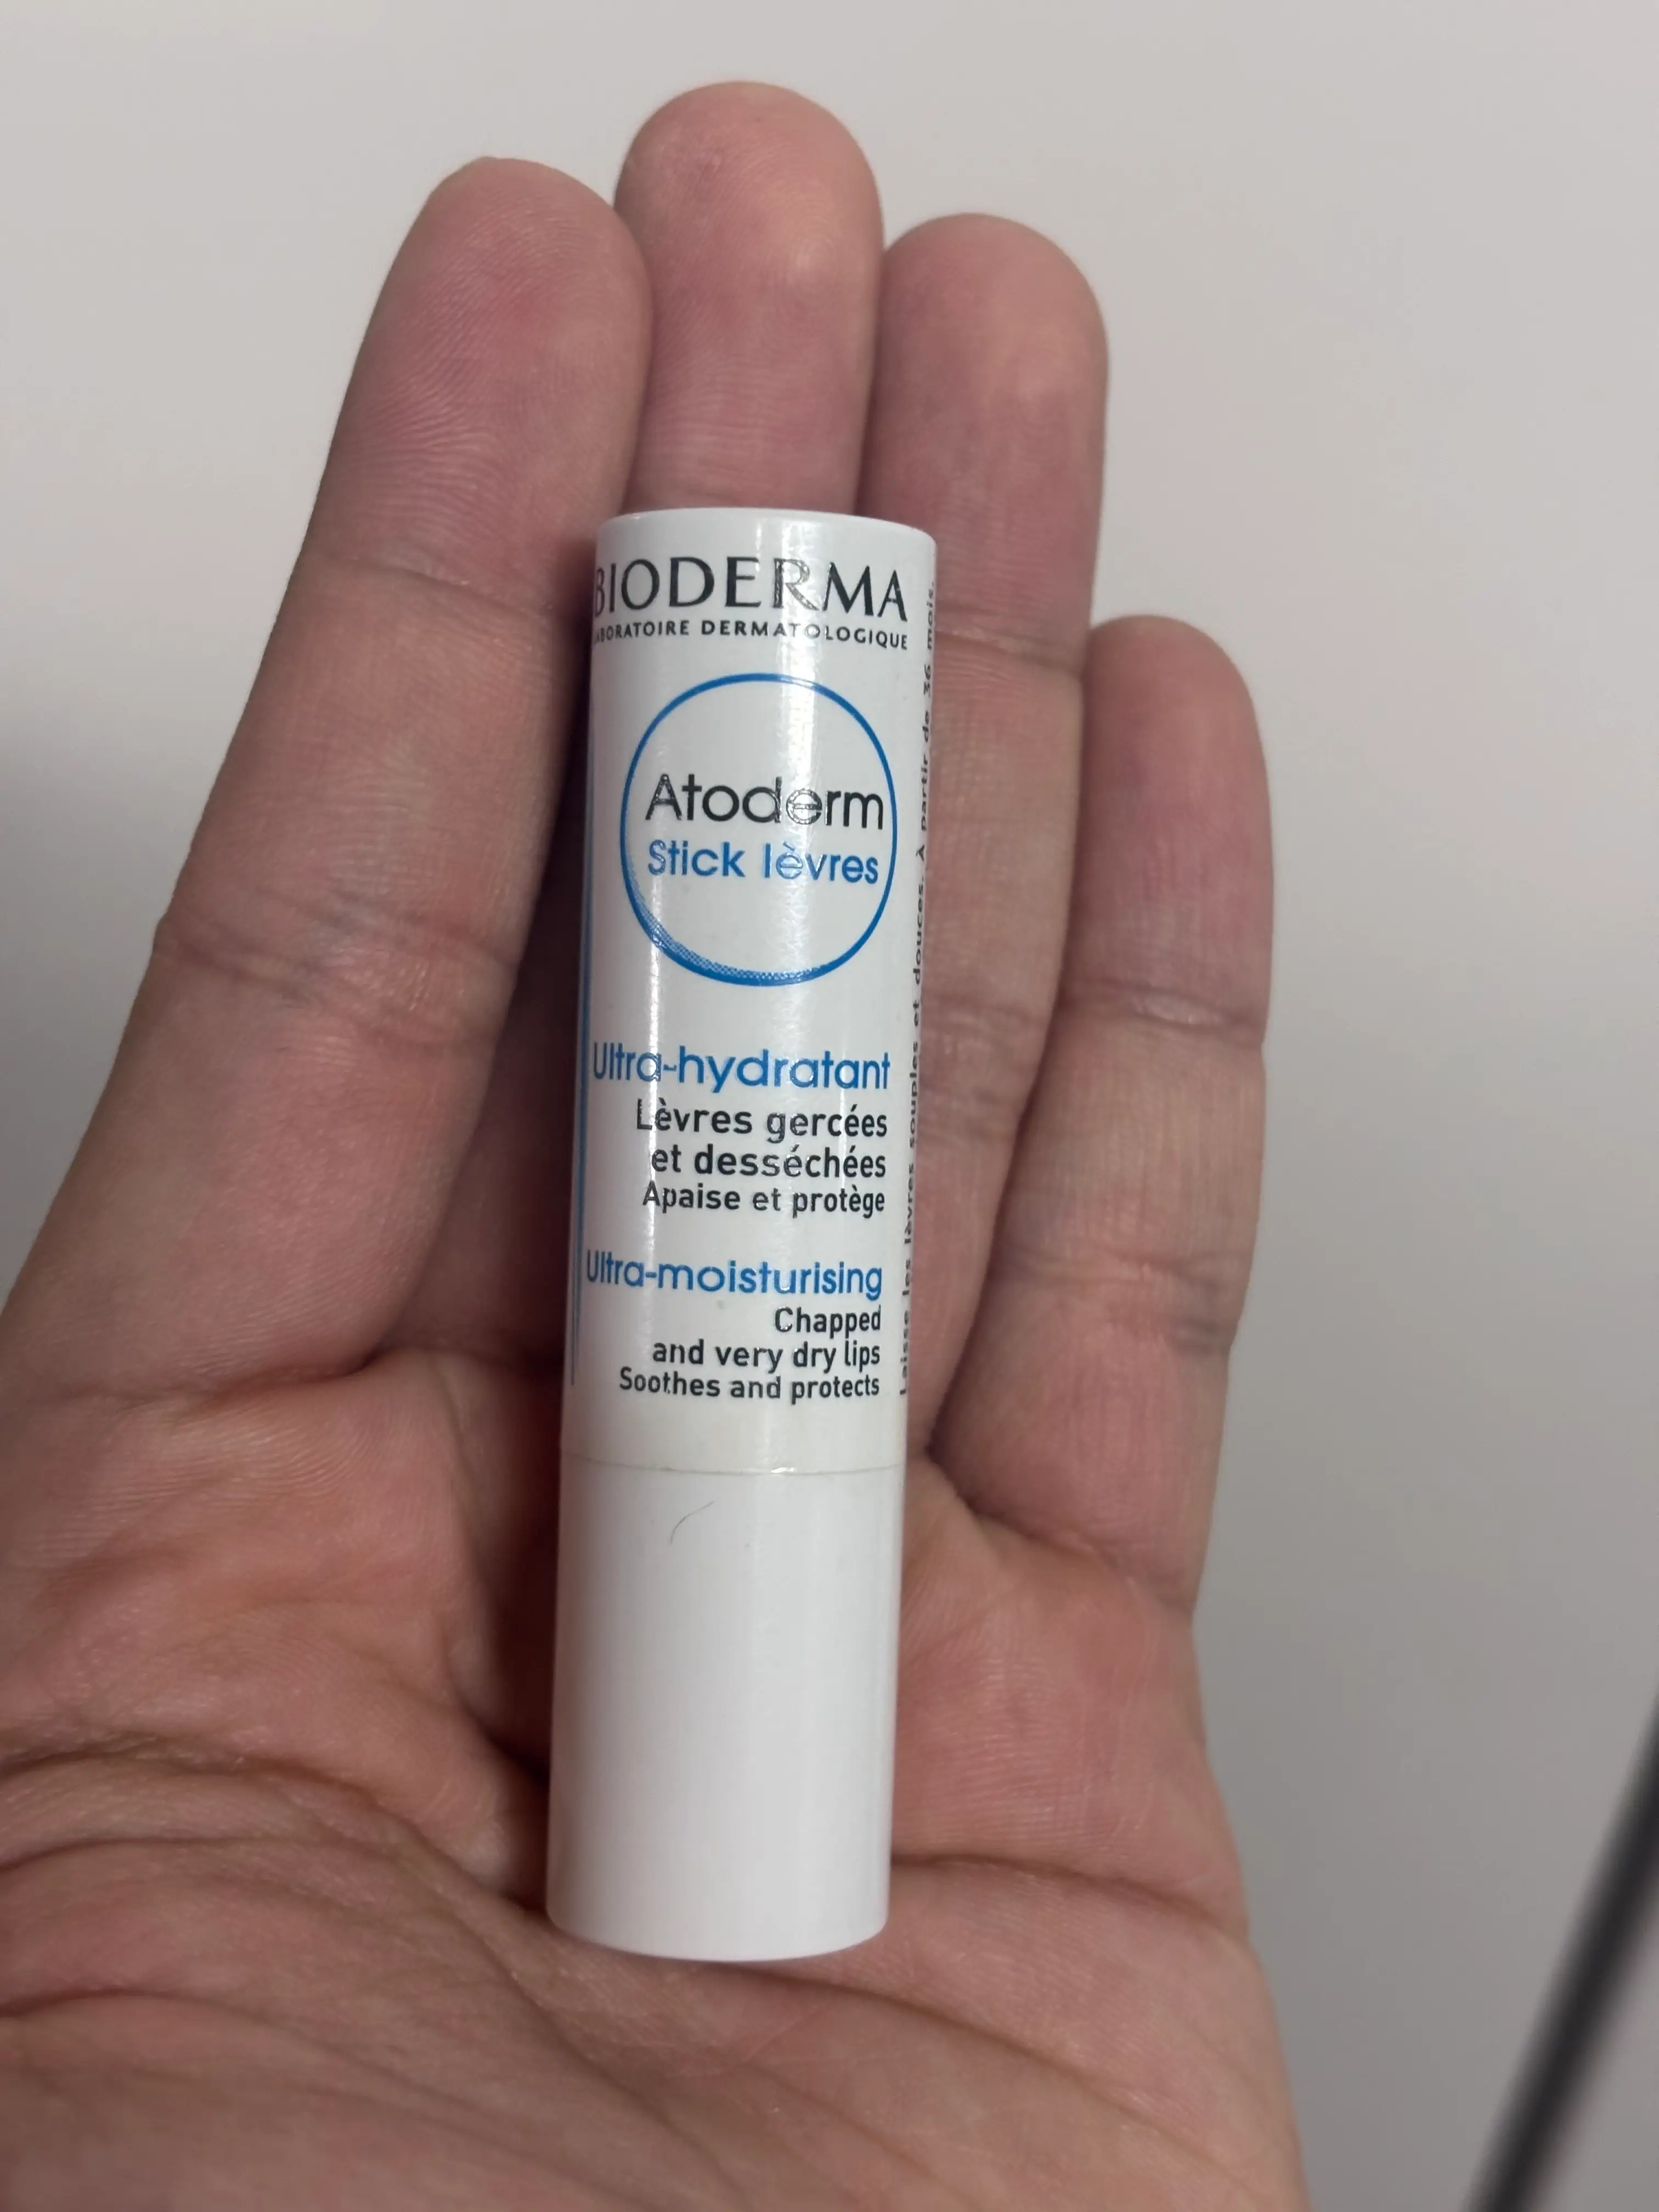 BIODERMA
LABORATOIRE DERMATOLOGIQUE
Atoderm
Stick lèvres
Ultra-hydratant
Lèvres gercées
et desséchées
Apaise et protège
Ultra-moisturising
Chapped
and very dry lips
Soothes and protects
Laisse les lèvres souples et douces. À partir de 36 mois.